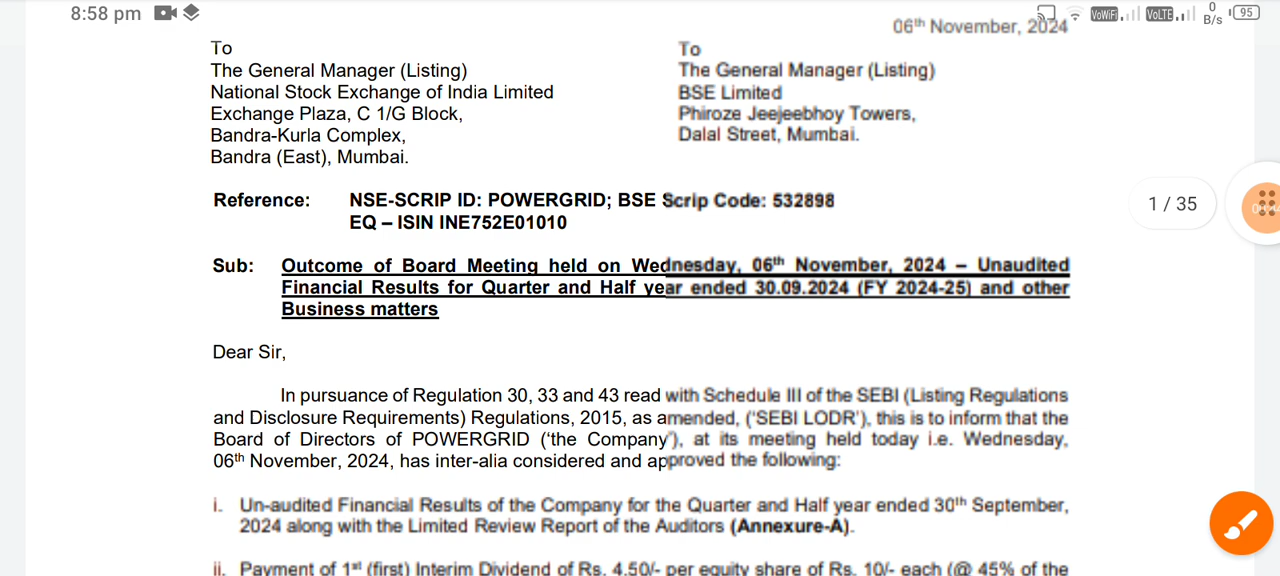 8:58 pm
VoWiFi
VoLTE
0
B/s
95
06th November, 2024
To
The General Manager (Listing)
National Stock Exchange of India Limited
Exchange Plaza, C 1/G Block,
Bandra-Kurla Complex,
Bandra (East), Mumbai.
To
The General Manager (Listing)
BSE Limited
Phiroze Jeejeebhoy Towers,
Dalal Street, Mumbai.
Reference: NSE-SCRIP ID: POWERGRID; BSE Scrip Code: 532898
EQ – ISIN INE752E01010
1 / 35
Sub: Outcome of Board Meeting held on Wednesday, 06th November, 2024 – Unaudited
Financial Results for Quarter and Half year ended 30.09.2024 (FY 2024-25) and other
Business matters
Dear Sir,
In pursuance of Regulation 30, 33 and 43 read with Schedule III of the SEBI (Listing Regulations
and Disclosure Requirements) Regulations, 2015, as amended, ('SEBI LODR'), this is to inform that the
Board of Directors of POWERGRID ('the Company'), at its meeting held today i.e. Wednesday,
06th November, 2024, has inter-alia considered and approved the following:
i. Un-audited Financial Results of the Company for the Quarter and Half year ended 30th September,
2024 along with the Limited Review Report of the Auditors (Annexure-A).
ii. Payment of 1st (first) Interim Dividend of Rs. 4.50/- per equity share of Rs. 10/- each (@ 45% of the